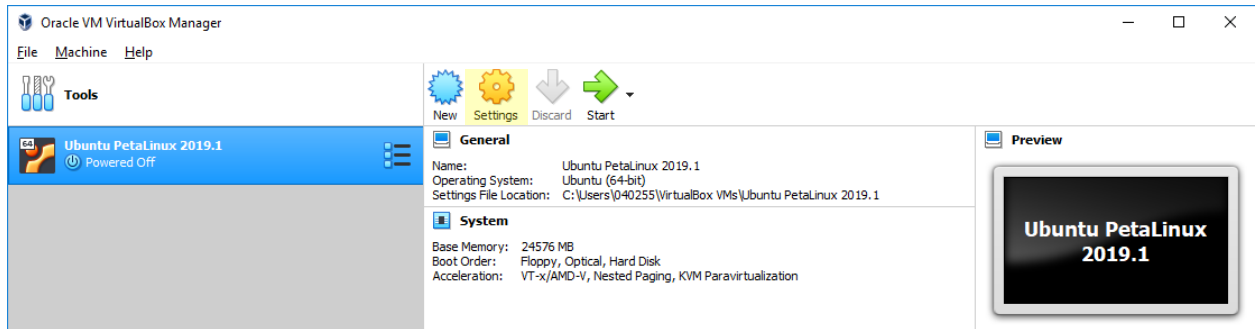 Oracle VM VirtualBox Manager
File Machine Help
Tools
New Settings Discard Start
64
Ubuntu PetaLinux 2019.1
Powered Off
General
Name: Ubuntu PetaLinux 2019.1
Operating System: Ubuntu (64-bit)
Settings File Location: C:\Users\040255\VirtualBox VMs\Ubuntu PetaLinux 2019.1
System
Base Memory: 24576 MB
Boot Order: Floppy, Optical, Hard Disk
Acceleration: VT-x/AMD-V, Nested Paging, KVM Paravirtualization
Preview
Ubuntu PetaLinux
2019.1